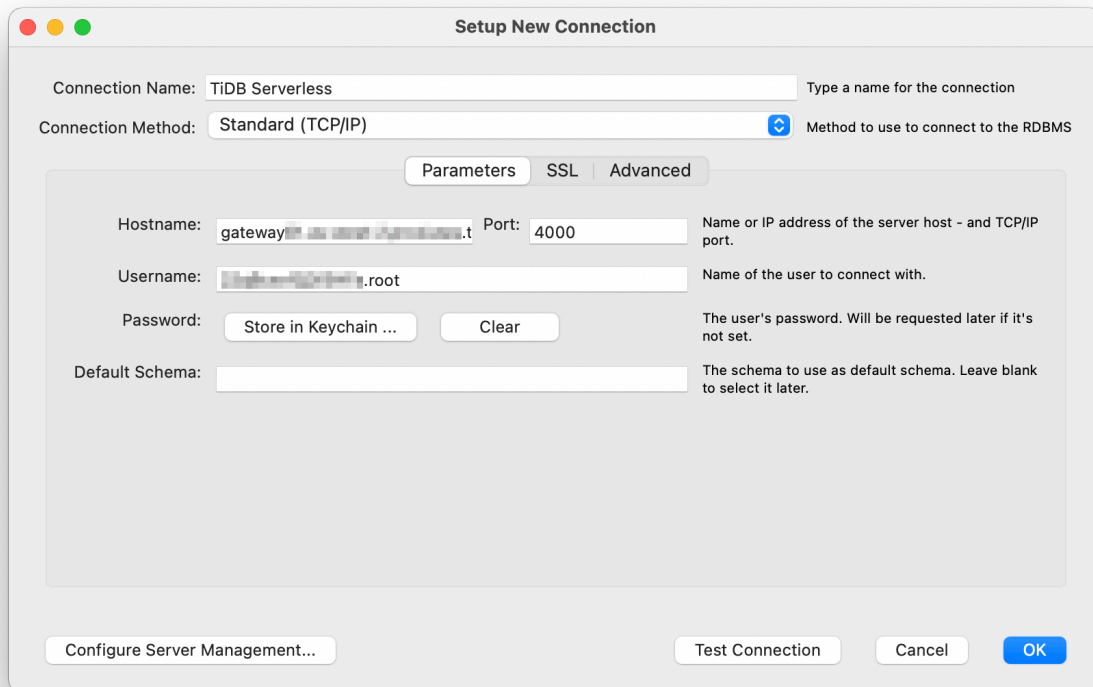 Setup New Connection
Connection Name: TiDB Serverless Type a name for the connection
Connection Method: Standard (TCP/IP) Method to use to connect to the RDBMS
Parameters SSL Advanced
Hostname: gateway .t Port: 4000 Name or IP address of the server host - and TCP/IP
port.
Username: .root Name of the user to connect with.
Password: Store in Keychain ... Clear The user's password. Will be requested later if it's
not set.
Default Schema: The schema to use as default schema. Leave blank
to select it later.
Configure Server Management... Test Connection Cancel OK